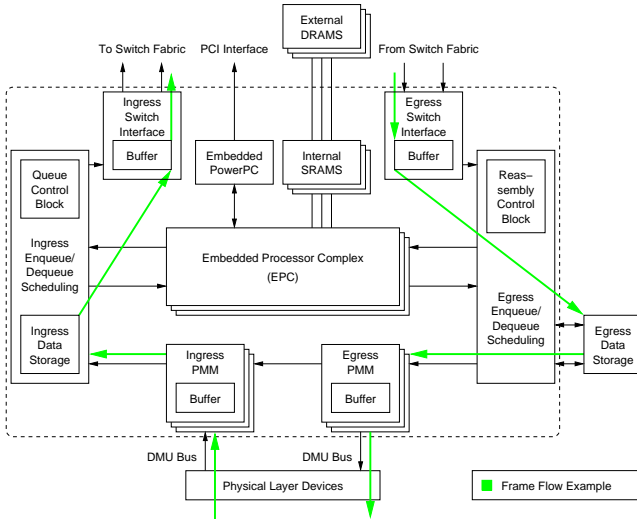 External
DRAMS
To Switch Fabric
PCI Interface
From Switch Fabric
Ingress
Switch
Interface
Buffer
Egress
Switch
Interface
Buffer
Embedded
PowerPC
Internal
SRAMS
Queue
Control
Block
Reas–
sembly
Control
Block
Ingress
Enqueue/
Dequeue
Scheduling
Embedded Processor Complex
(EPC)
Egress
Enqueue/
Dequeue
Scheduling
Ingress
Data
Storage
Ingress
PMM
Buffer
Egress
PMM
Buffer
Egress
Data
Storage
DMU Bus
DMU Bus
Physical Layer Devices
Frame Flow Example